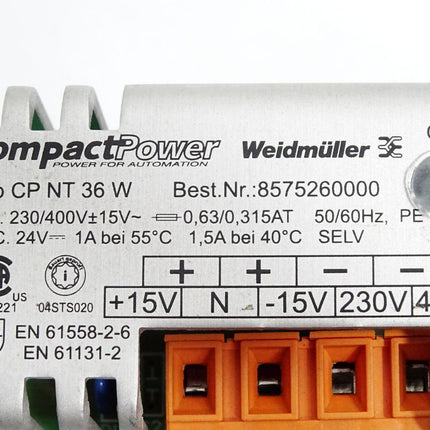 ompactPower Weidmüller
POWER FOR AUTOMATION
CP NT 36 W Best.Nr.:8575260000
. 230/400V±15V~ 0,63/0,315AT 50/60Hz, PE
C. 24V⎓ 1A bei 55°C 1,5A bei 40°C SELV
+ + − −
US
221 04STS020
+15V N -15V 230V 4
EN 61558-2-6
EN 61131-2